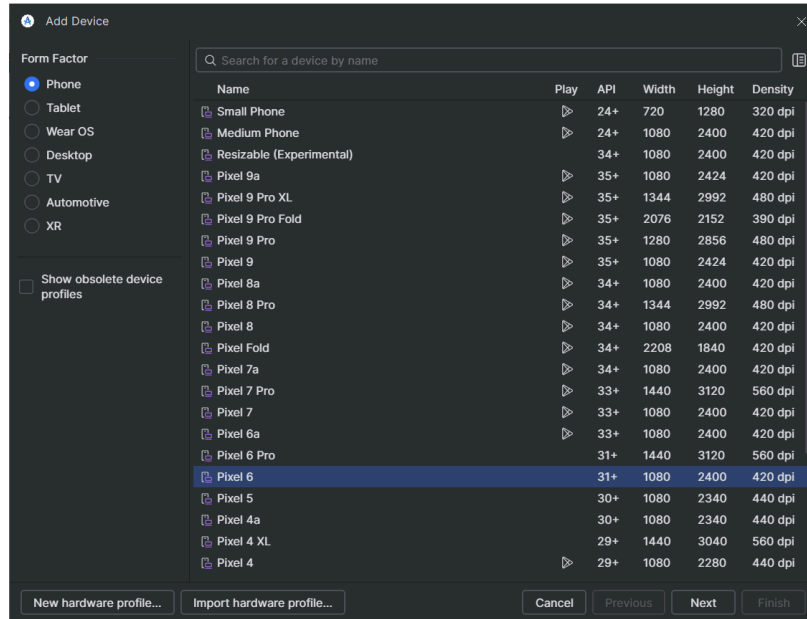 Add Device
Form Factor
Phone
Tablet
Wear OS
Desktop
TV
Automotive
XR
Show obsolete device
profiles
Search for a device by name
Name Play API Width Height Density
Small Phone 24+ 720 1280 320 dpi
Medium Phone 24+ 1080 2400 420 dpi
Resizable (Experimental) 34+ 1080 2400 420 dpi
Pixel 9a 35+ 1080 2424 420 dpi
Pixel 9 Pro XL 35+ 1344 2992 480 dpi
Pixel 9 Pro Fold 35+ 2076 2152 390 dpi
Pixel 9 Pro 35+ 1280 2856 480 dpi
Pixel 9 35+ 1080 2424 420 dpi
Pixel 8a 34+ 1080 2400 420 dpi
Pixel 8 Pro 34+ 1344 2992 480 dpi
Pixel 8 34+ 1080 2400 420 dpi
Pixel Fold 34+ 2208 1840 420 dpi
Pixel 7a 34+ 1080 2400 420 dpi
Pixel 7 Pro 33+ 1440 3120 560 dpi
Pixel 7 33+ 1080 2400 420 dpi
Pixel 6a 33+ 1080 2400 420 dpi
Pixel 6 Pro 31+ 1440 3120 560 dpi
Pixel 6 31+ 1080 2400 420 dpi
Pixel 5 30+ 1080 2340 440 dpi
Pixel 4a 30+ 1080 2340 440 dpi
Pixel 4 XL 29+ 1440 3040 560 dpi
Pixel 4 29+ 1080 2280 440 dpi
New hardware profile... Import hardware profile... Cancel Previous Next Finish